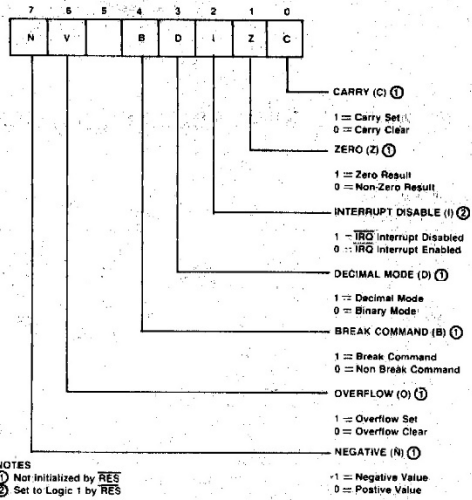 7 6 5 4 3 2 1 0
N V B D I Z C
CARRY (C) ①
1 = Carry Set
0 = Carry Clear
ZERO (Z) ①
1 = Zero Result
0 = Non-Zero Result
INTERRUPT DISABLE (I) ②
1 = IRQ Interrupt Disabled
0 = IRQ Interrupt Enabled
DECIMAL MODE (D) ①
1 = Decimal Mode
0 = Binary Mode
BREAK COMMAND (B) ①
1 = Break Command
0 = Non Break Command
OVERFLOW (O) ①
1 = Overflow Set
0 = Overflow Clear
NEGATIVE (N) ①
1 = Negative Value
0 = Postive Value
NOTES
① Not Initialized by RES
② Set to Logic 1 by RES